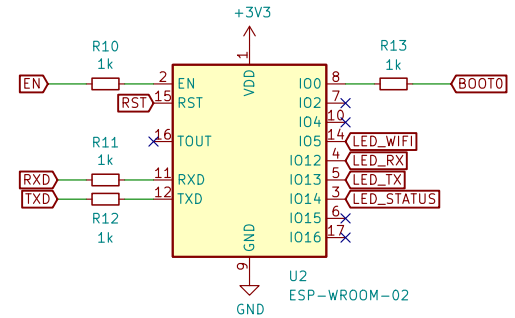 +3V3
R10
1k
R13
1k
1
VDD
EN
2
EN
IO0
8
BOOT0
RST
15
RST
IO2
7
IO4
10
16
TOUT
IO5
14
LED_WIFI
R11
1k
IO12
4
LED_RX
RXD
11
RXD
IO13
5
LED_TX
TXD
12
TXD
IO14
3
LED_STATUS
R12
1k
IO15
6
IO16
17
GND
9
U2
ESP-WROOM-02
GND